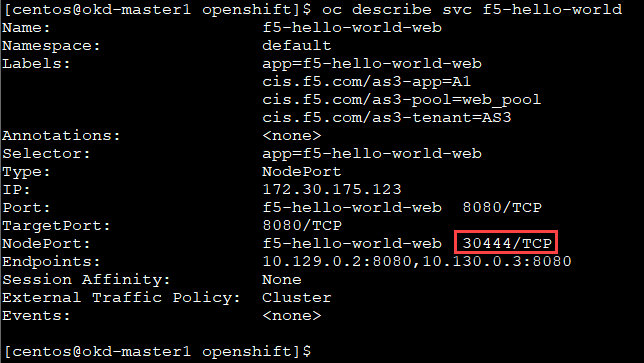 [centos@okd-master1 openshift]$ oc describe svc f5-hello-world
Name: f5-hello-world-web
Namespace: default
Labels: app=f5-hello-world-web
cis.f5.com/as3-app=A1
cis.f5.com/as3-pool=web_pool
cis.f5.com/as3-tenant=AS3
Annotations: <none>
Selector: app=f5-hello-world-web
Type: NodePort
IP: 172.30.175.123
Port: f5-hello-world-web 8080/TCP
TargetPort: 8080/TCP
NodePort: f5-hello-world-web 30444/TCP
Endpoints: 10.129.0.2:8080,10.130.0.3:8080
Session Affinity: None
External Traffic Policy: Cluster
Events: <none>
[centos@okd-master1 openshift]$